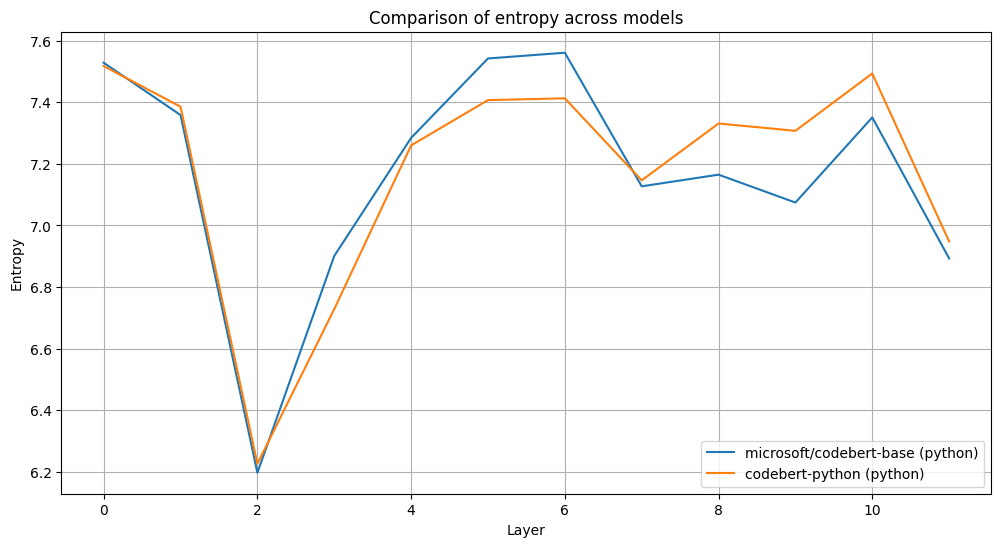 Comparison of entropy across models
Entropy
7.6
7.4
7.2
7.0
6.8
6.6
6.4
6.2
microsoft/codebert-base (python)
codebert-python (python)
0 2 4 6 8 10
Layer